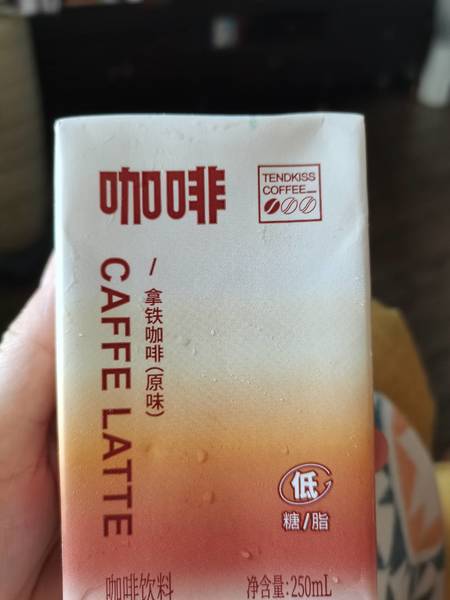 咖啡
TENDKISS
COFFEE
/ 拿铁咖啡(原味)
CAFFE LATTE
低
糖/脂
咖啡饮料
净含量:250mL